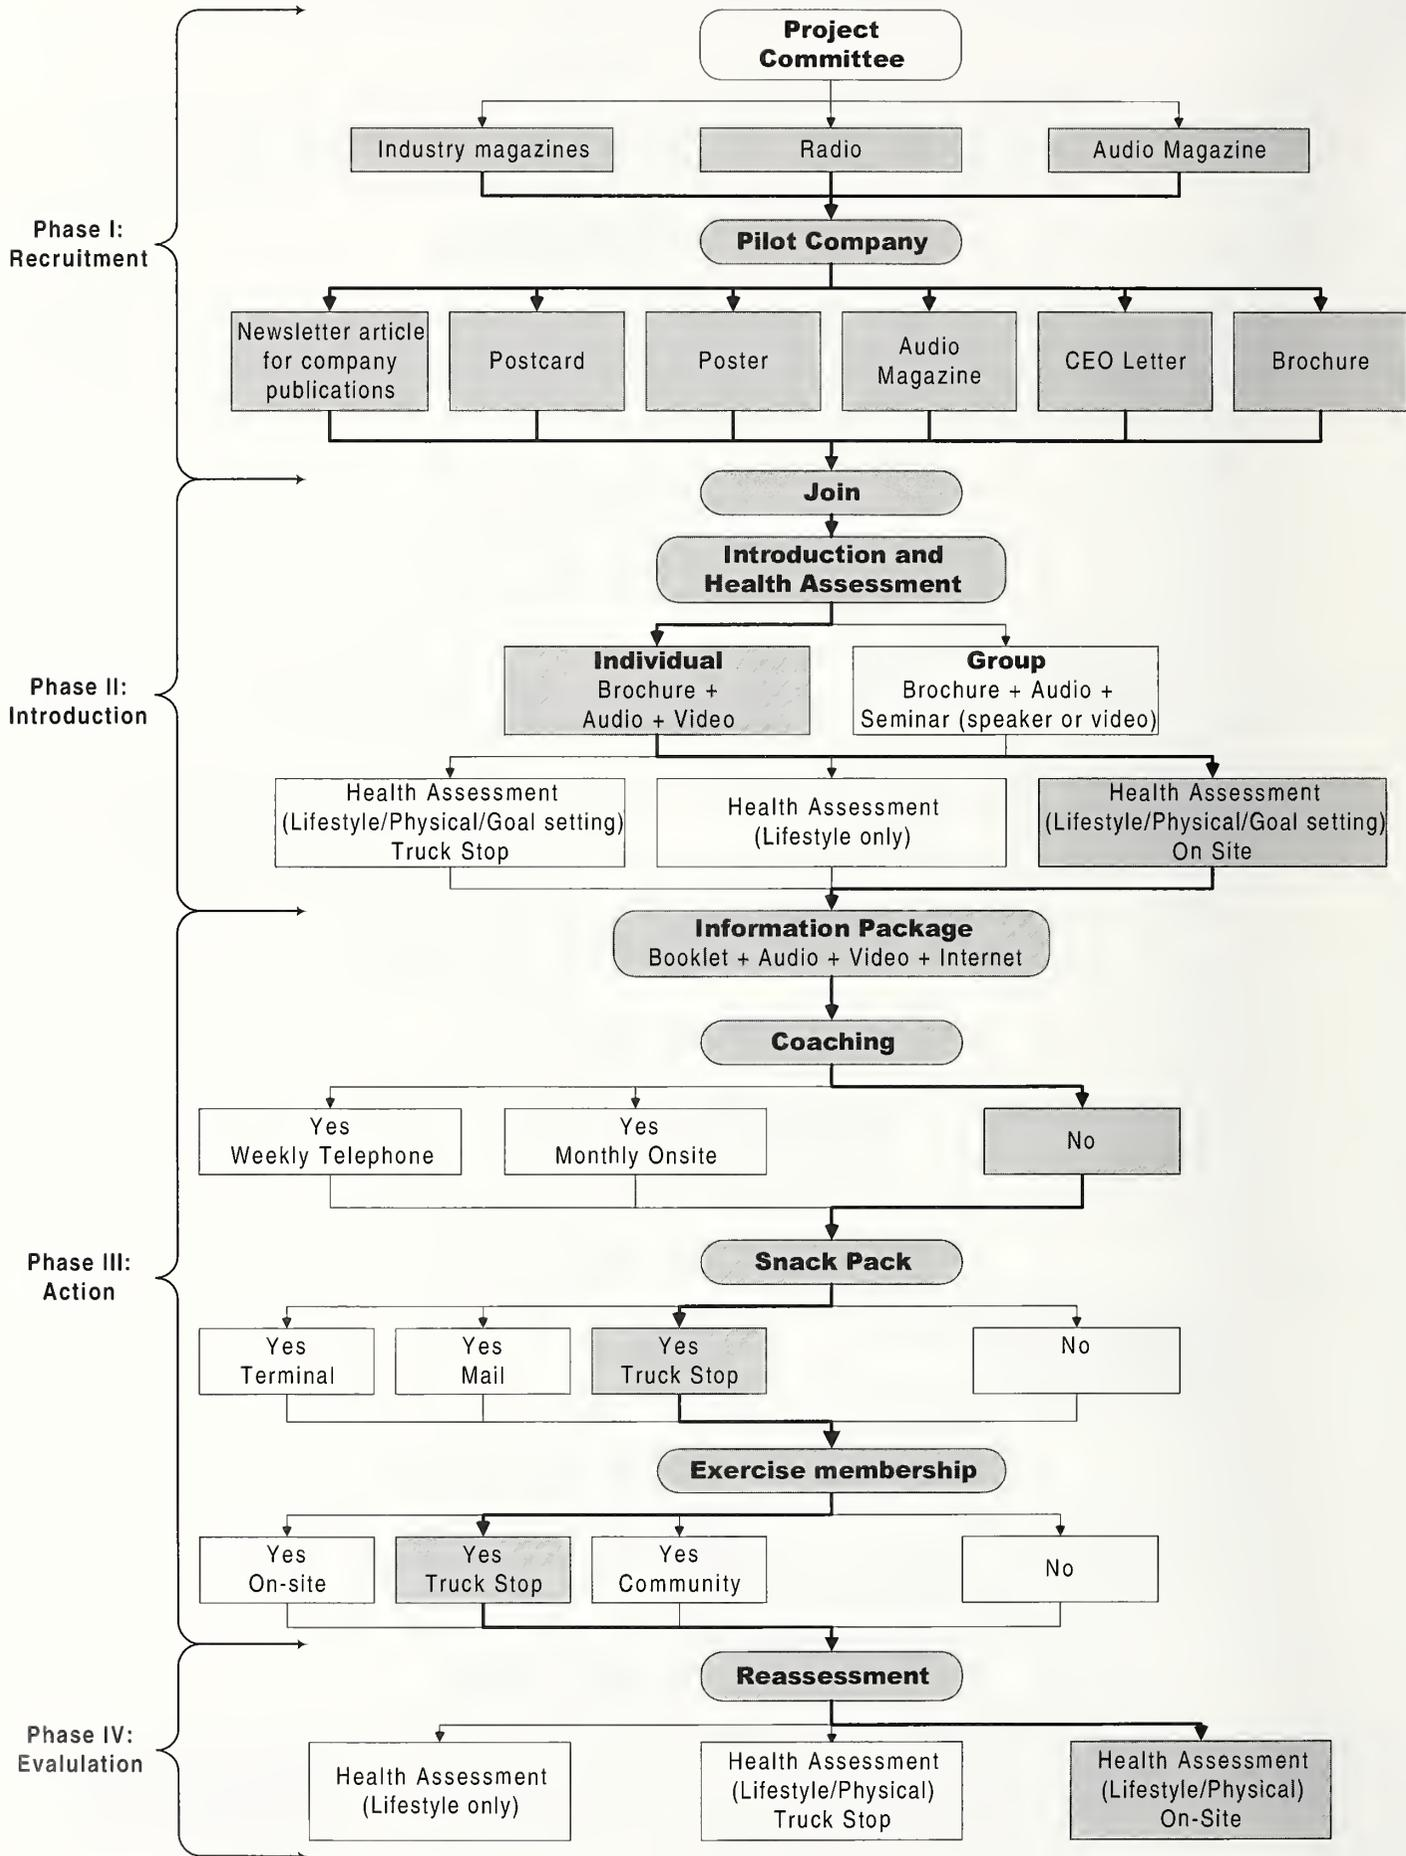 Project
Committee
Industry magazines
Radio
Audio Magazine
Phase I:
Recruitment
Pilot Company
Newsletter article
for company
publications
Postcard
Poster
Audio
Magazine
CEO Letter
Brochure
Join
Introduction and
Health Assessment
Phase II:
Introduction
Individual
Brochure +
Audio + Video
Group
Brochure + Audio +
Seminar (speaker or video)
Health Assessment
(Lifestyle/Physical/Goal setting)
Truck Stop
Health Assessment
(Lifestyle only)
Health Assessment
(Lifestyle/Physical/Goal setting)
On Site
Information Package
Booklet + Audio + Video + Internet
Coaching
Yes
Weekly Telephone
Yes
Monthly Onsite
No
Phase III:
Action
Snack Pack
Yes
Terminal
Yes
Mail
Yes
Truck Stop
No
Exercise membership
Yes
On-site
Yes
Truck Stop
Yes
Community
No
Reassessment
Phase IV:
Evalulation
Health Assessment
(Lifestyle only)
Health Assessment
(Lifestyle/Physical)
Truck Stop
Health Assessment
(Lifestyle/Physical)
On-Site